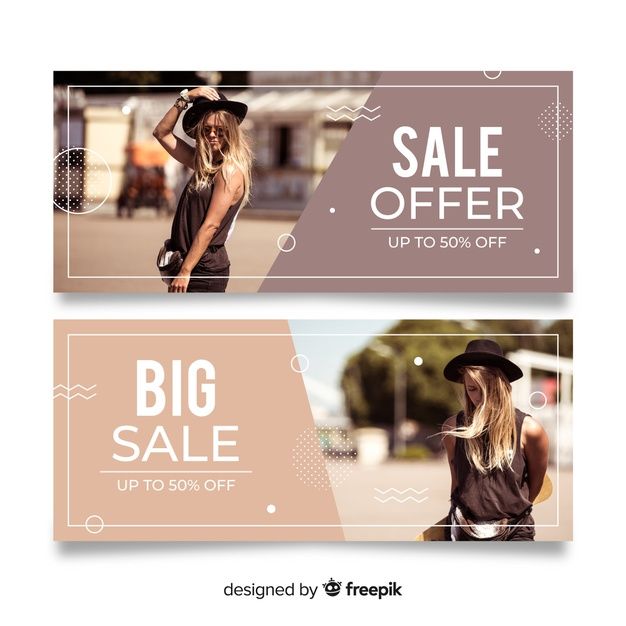 SALE
OFFER
UP TO 50% OFF
BIG
SALE
UP TO 50% OFF
designed by freepik